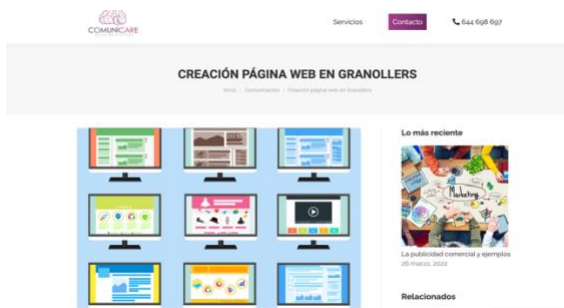 COMUNICARE
Servicios
Contacto
644 698 697
CREACIÓN PÁGINA WEB EN GRANOLLERS
Inicio / Comunicación / Creación página web en Granollers
Lo más reciente
Marketing
La publicidad comercial y ejemplos
26 marzo, 2022
Relacionados